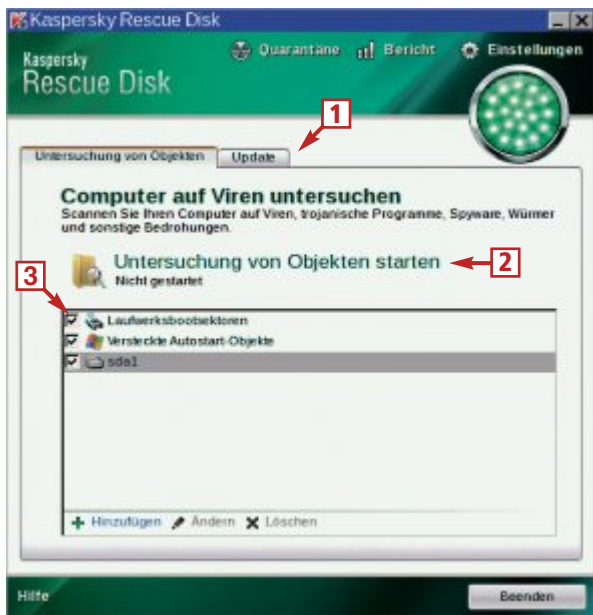 Kaspersky Rescue Disk
Quarantäne Bericht Einstellungen
Kaspersky
Rescue Disk
1
Untersuchung von Objekten Update
Computer auf Viren untersuchen
Scannen Sie Ihren Computer auf Viren, trojanische Programme, Spyware, Würmer
und sonstige Bedrohungen.
Untersuchung von Objekten starten 2
Nicht gestartet
3
Laufwerksbootsektoren
Versteckte Autostart-Objekte
sda1
Hinzufügen Ändern Löschen
Hilfe Beenden